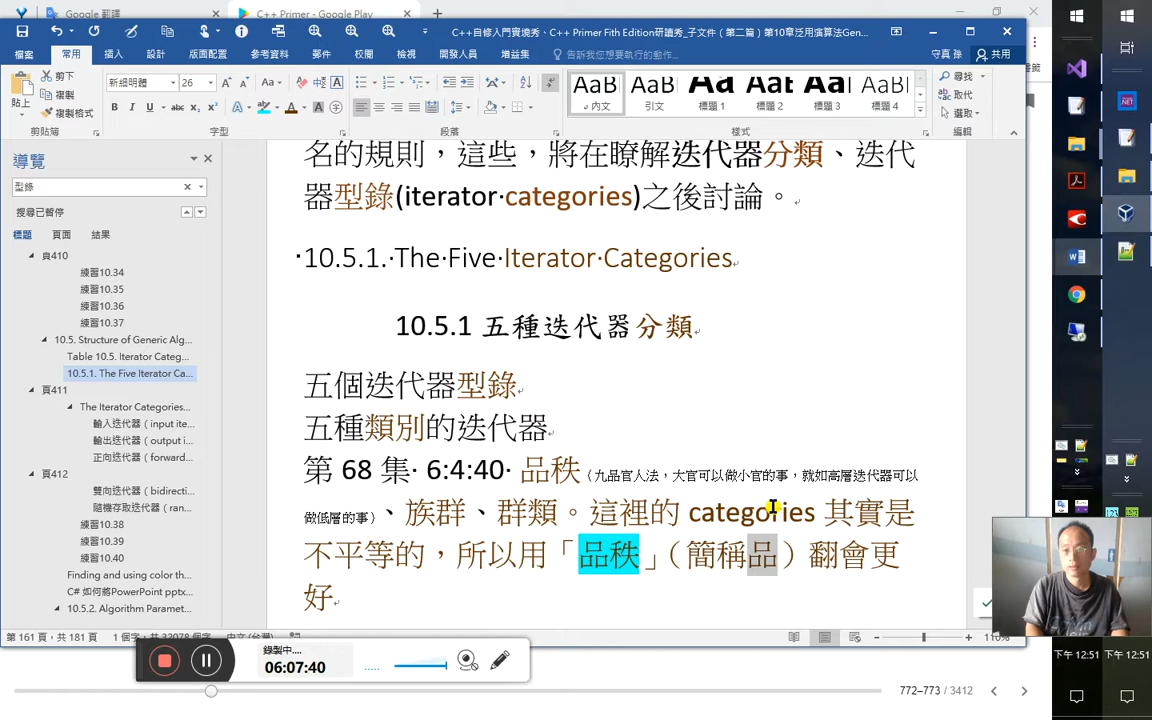 Google 翻譯
C++ Primer - Google Play
C++自修入門實境秀、C++ Primer Fith Edition研讀秀_子文件（第二篇）第10章泛用演算法Gen...
檔案
常用
插入
設計
版面配置
參考資料
郵件
校閱
檢視
開發人員
增益集
告訴我您想要執行的動作...
守真 孫
共用
貼上
剪下
複製
複製格式
剪貼簿
新細明體
26
字型
段落
AaB
內文
AaBb
引文
AaB
標題 1
AaB
標題 2
AaB
標題 3
AaBb
標題 4
樣式
尋找
取代
選取
編輯
導覽
型錄
搜尋已暫停
標題
頁面
結果
頁410
練習10.34
練習10.35
練習10.36
練習10.37
10.5. Structure of Generic Alg...
Table 10.5. Iterator Categ...
10.5.1. The Five Iterator Ca...
頁411
The Iterator Categories...
輸入迭代器（input ite...
輸出迭代器（output i...
正向迭代器（forward...
頁412
雙向迭代器（bidirecti...
隨機存取迭代器（ran...
練習10.38
練習10.39
練習10.40
Finding and using color th...
C# 如何將PowerPoint pptx...
10.5.2. Algorithm Paramet...
名的規則，這些，將在瞭解迭代器分類、迭代
器型錄(iterator·categories)之後討論。
10.5.1.·The·Five·Iterator·Categories
10.5.1 五種迭代器分類
五個迭代器型錄
五種類別的迭代器
第 68 集· 6:4:40· 品秩（九品官人法，大官可以做小官的事，就如高層迭代器可以
做低層的事）、族群、群類。這裡的 categories 其實是
不平等的，所以用「品秩」（簡稱品）翻會更
好
第 161 頁，共 181 頁
110%
錄製中...
06:07:40
772–773 / 3412
下午 12:51
下午 12:51